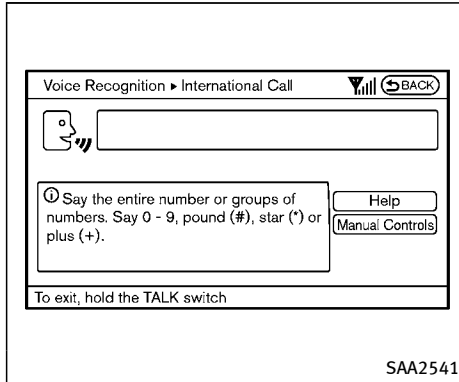 Voice Recognition ▸ International Call BACK
ⓘ Say the entire number or groups of
numbers. Say 0 - 9, pound (#), star (*) or
plus (+).
Help
Manual Controls
To exit, hold the TALK switch
SAA2541